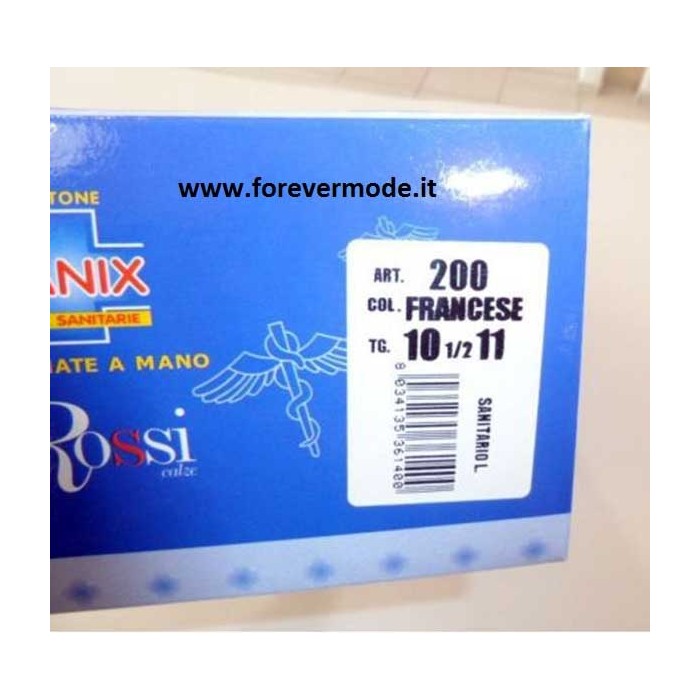 www.forevermode.it
TONE
ANIX
SANITARIE
ATE A MANO
Rossi
calze
ART. 200
COL. FRANCESE
TG. 10 1/2 11
8 034135 361400
SANITARIO L.